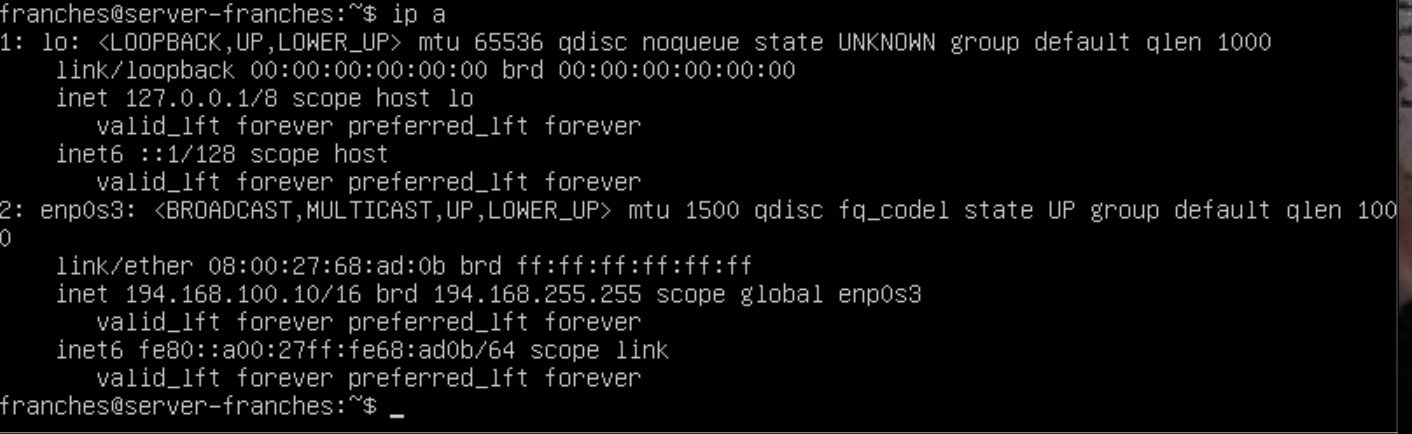 franches@server-franches:~$ ip a
1: lo: <LOOPBACK,UP,LOWER_UP> mtu 65536 qdisc noqueue state UNKNOWN group default qlen 1000
    link/loopback 00:00:00:00:00:00 brd 00:00:00:00:00:00
    inet 127.0.0.1/8 scope host lo
       valid_lft forever preferred_lft forever
    inet6 ::1/128 scope host
       valid_lft forever preferred_lft forever
2: enp0s3: <BROADCAST,MULTICAST,UP,LOWER_UP> mtu 1500 qdisc fq_codel state UP group default qlen 100
0
    link/ether 08:00:27:68:ad:0b brd ff:ff:ff:ff:ff:ff
    inet 194.168.100.10/16 brd 194.168.255.255 scope global enp0s3
       valid_lft forever preferred_lft forever
    inet6 fe80::a00:27ff:fe68:ad0b/64 scope link
       valid_lft forever preferred_lft forever
franches@server-franches:~$ _